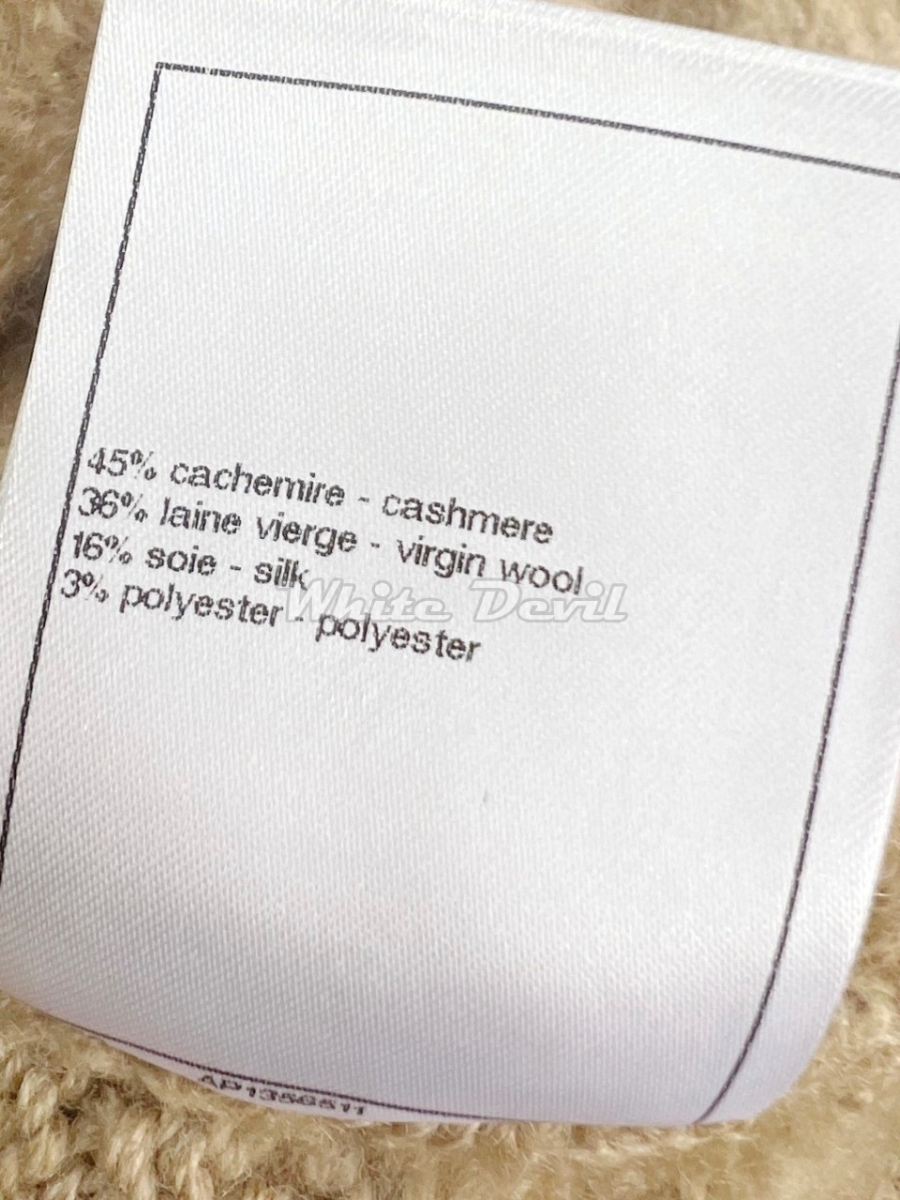 45% cachemire - cashmere
36% laine vierge - virgin wool
16% soie - silk
3% polyester - polyester
White Devil